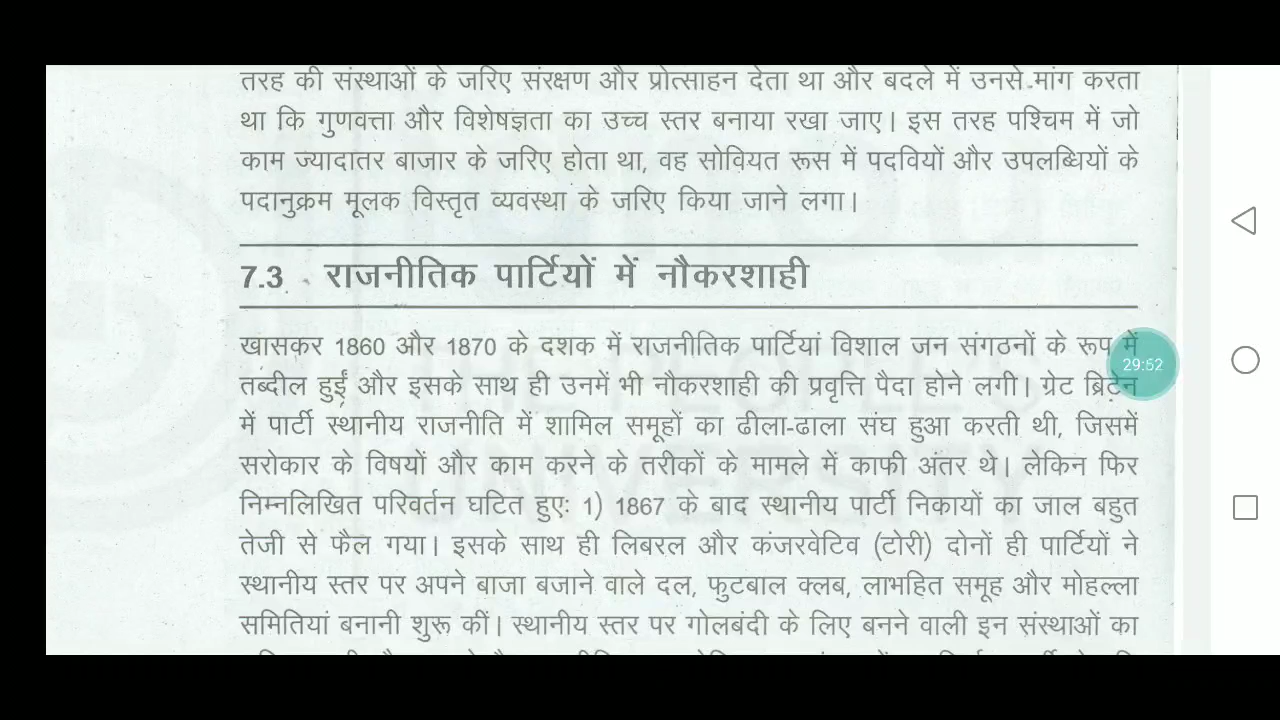 तरह की संस्थाओं के जरिए संरक्षण और प्रोत्साहन देता था और बदले में उनसे मांग करता
था कि गुणवत्ता और विशेषज्ञता का उच्च स्तर बनाया रखा जाए। इस तरह पश्चिम में जो
काम ज्यादातर बाजार के जरिए होता था, वह सोवियत रूस में पदवियों और उपलब्धियों के
पदानुक्रम मूलक विस्तृत व्यवस्था के जरिए किया जाने लगा।
7.3 राजनीतिक पार्टियों में नौकरशाही
खासकर 1860 और 1870 के दशक में राजनीतिक पार्टियां विशाल जन संगठनों के रूप में
29:52
तब्दील हुईं और इसके साथ ही उनमें भी नौकरशाही की प्रवृत्ति पैदा होने लगी। ग्रेट ब्रिटेन
में पार्टी स्थानीय राजनीति में शामिल समूहों का ढीला-ढाला संघ हुआ करती थी, जिसमें
सरोकार के विषयों और काम करने के तरीकों के मामले में काफी अंतर थे। लेकिन फिर
निम्नलिखित परिवर्तन घटित हुएः 1) 1867 के बाद स्थानीय पार्टी निकायों का जाल बहुत
तेजी से फैल गया। इसके साथ ही लिबरल और कंजरवेटिव (टोरी) दोनों ही पार्टियों ने
स्थानीय स्तर पर अपने बाजा बजाने वाले दल, फुटबाल क्लब, लाभहित समूह और मोहल्ला
समितियां बनानी शुरू कीं। स्थानीय स्तर पर गोलबंदी के लिए बनने वाली इन संस्थाओं का